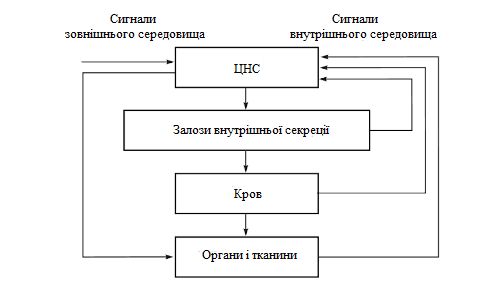 Сигнали
зовнішнього середовища
Сигнали
внутрішнього середовища
ЦНС
Залози внутрішньої секреції
Кров
Органи і тканини